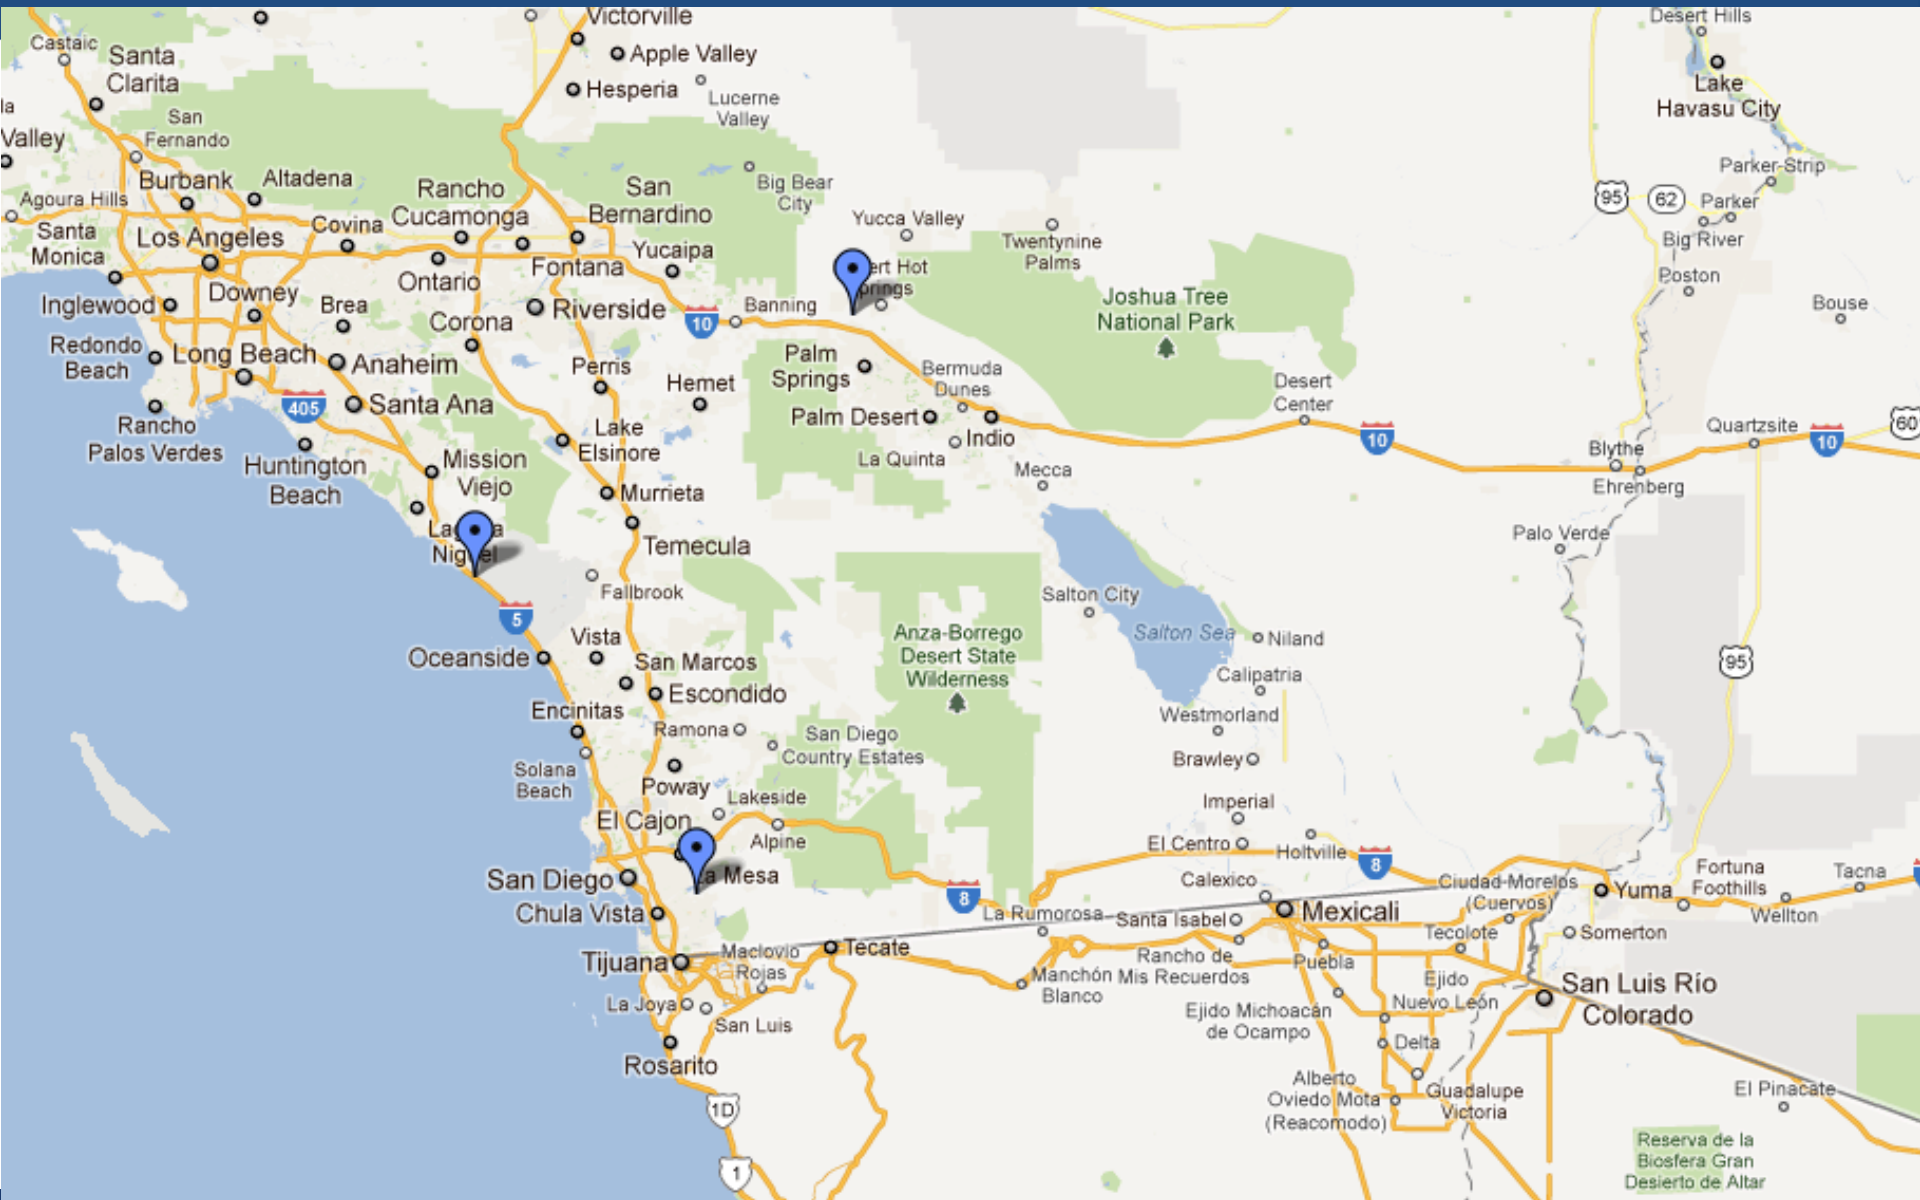 Victorville
Desert Hills
Castaic
Santa
Clarita
Apple Valley
Hesperia
Lake
Havasu City
Lucerne
Valley
la
Valley
San
Fernando
Parker Strip
Burbank
Altadena
Rancho
Cucamonga
San
Bernardino
Big Bear
City
95
62
Parker
Agoura Hills
Covina
Yucca Valley
Santa
Monica
Los Angeles
Yucaipa
Twentynine
Palms
Big River
Fontana
ert Hot
prings
Poston
Ontario
Downey
Inglewood
Brea
Riverside
Banning
Joshua Tree
National Park
Bouse
Corona
10
Redondo
Beach
Long Beach
Anaheim
Perris
Hemet
Palm
Springs
Bermuda
Dunes
Desert
Center
405
Santa Ana
Palm Desert
Indio
Rancho
Palos Verdes
Lake
Elsinore
La Quinta
10
Quartzsite
10
60
Huntington
Beach
Mission
Viejo
Mecca
Blythe
Ehrenberg
Murrieta
Palo Verde
Temecula
Niguel
Fallbrook
Salton City
5
Vista
Anza-Borrego
Desert State
Wilderness
Salton Sea
Niland
Oceanside
San Marcos
Escondido
Calipatria
95
Encinitas
Ramona
San Diego
Country Estates
Westmorland
Brawley
Solana
Beach
Poway
Lakeside
Imperial
El Cajon
Alpine
El Centro
Holtville
8
La Mesa
San Diego
8
Calexico
Ciudad Morelos
(Cuervos)
Yuma
Fortuna
Foothills
Tacna
Wellton
Chula Vista
La Rumorosa
Santa Isabel
Mexicali
Tijuana
Maclovio
Rojas
Tecate
Tecolote
Somerton
Rancho de
Mis Recuerdos
Puebla
Manchón
Blanco
Ejido
Nuevo León
San Luis Río
Colorado
La Joya
San Luis
Ejido Michoacán
de Ocampo
Delta
Rosarito
Alberto
Oviedo Mota
(Reacomodo)
Guadalupe
Victoria
El Pinacate
1D
Reserva de la
Biosfera Gran
Desierto de Altar
1